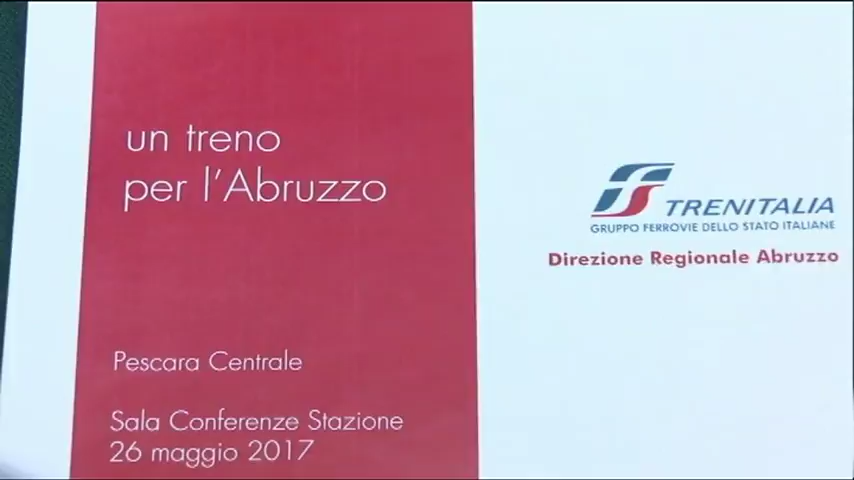 un treno
per l'Abruzzo
Pescara Centrale
Sala Conferenze Stazione
26 maggio 2017
TRENITALIA
GRUPPO FERROVIE DELLO STATO ITALIANE
Direzione Regionale Abruzzo